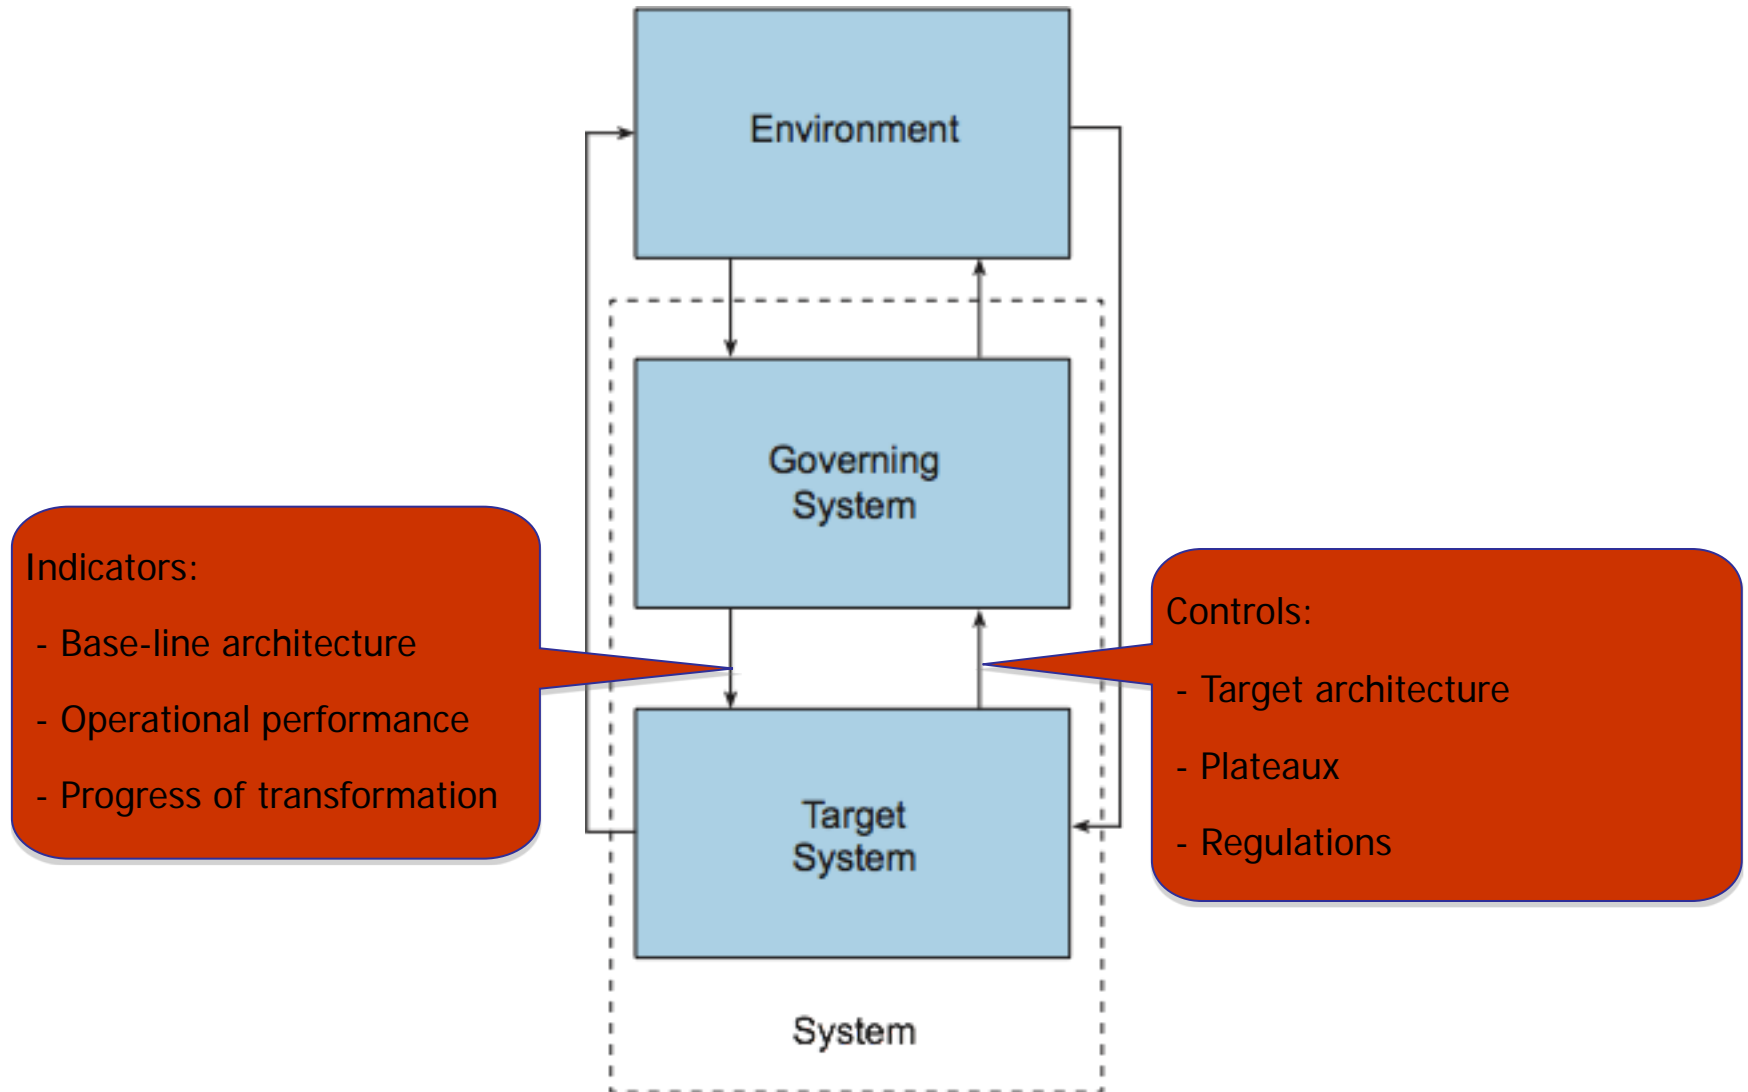 Environment
Governing
System
Indicators:
- Base-line architecture
- Operational performance
- Progress of transformation
Controls:
- Target architecture
- Plateaux
- Regulations
Target
System
System